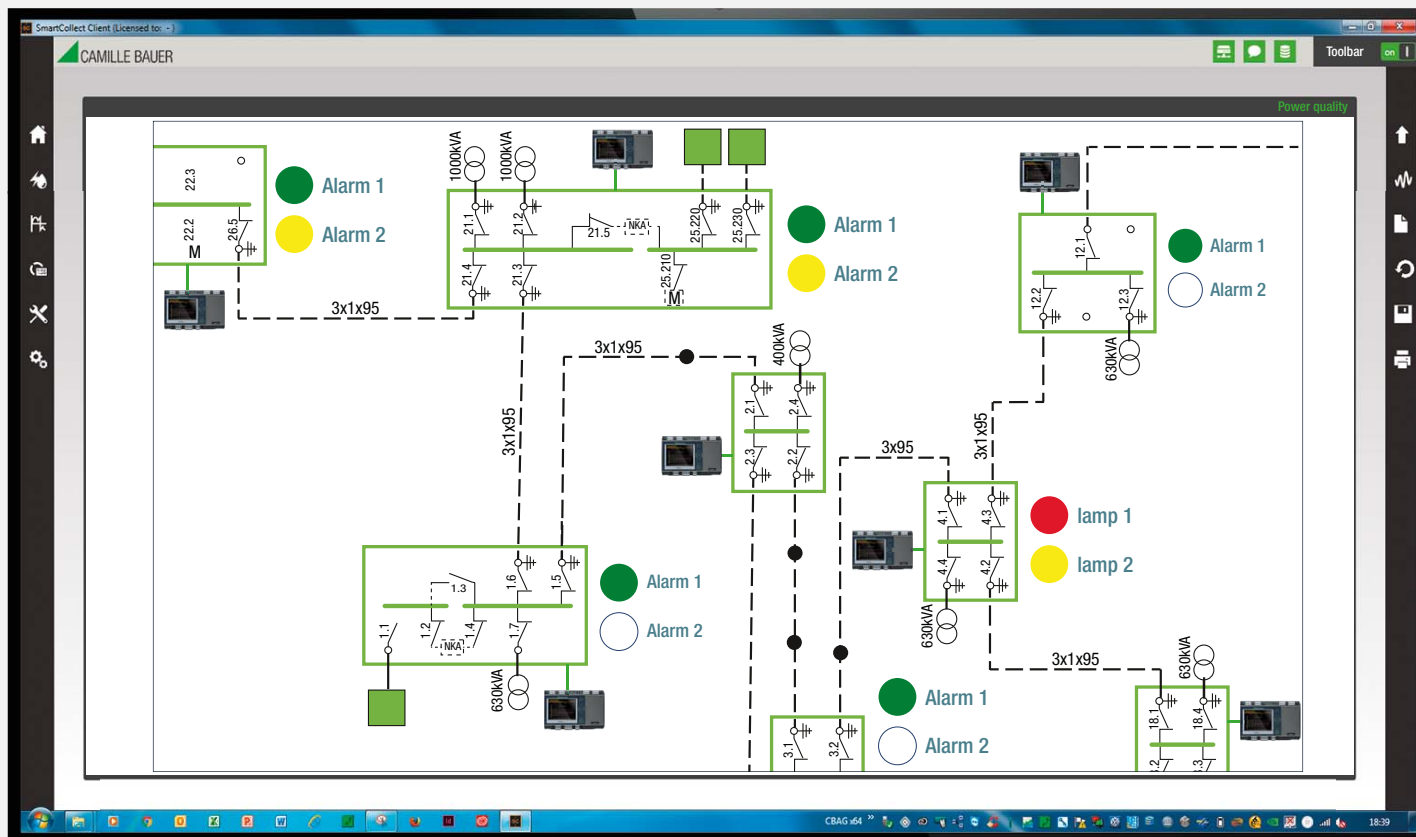 SmartCollect Client (Licensed to: - )
CAMILLE BAUER
Toolbar
on
Power quality
22.3
22.2
M
26.5
Alarm 1
Alarm 2
3x1x95
1000kVA
1000kVA
21.1
21.2
21.4
21.3
21.5
NKA
25.220
25.230
25.210
M
Alarm 1
Alarm 2
12.1
12.2
12.3
630kVA
Alarm 1
Alarm 2
3x1x95
3x1x95
400kVA
2.1
2.4
2.3
2.2
3x95
3x1x95
4.1
4.3
4.4
4.2
630kVA
lamp 1
lamp 2
1.1
1.2
1.3
1.4
NKA
1.6
1.5
1.7
630kVA
Alarm 1
Alarm 2
3x1x95
630kVA
18.1
18.4
3.1
3.2
Alarm 1
Alarm 2
CBAG x64
18:39